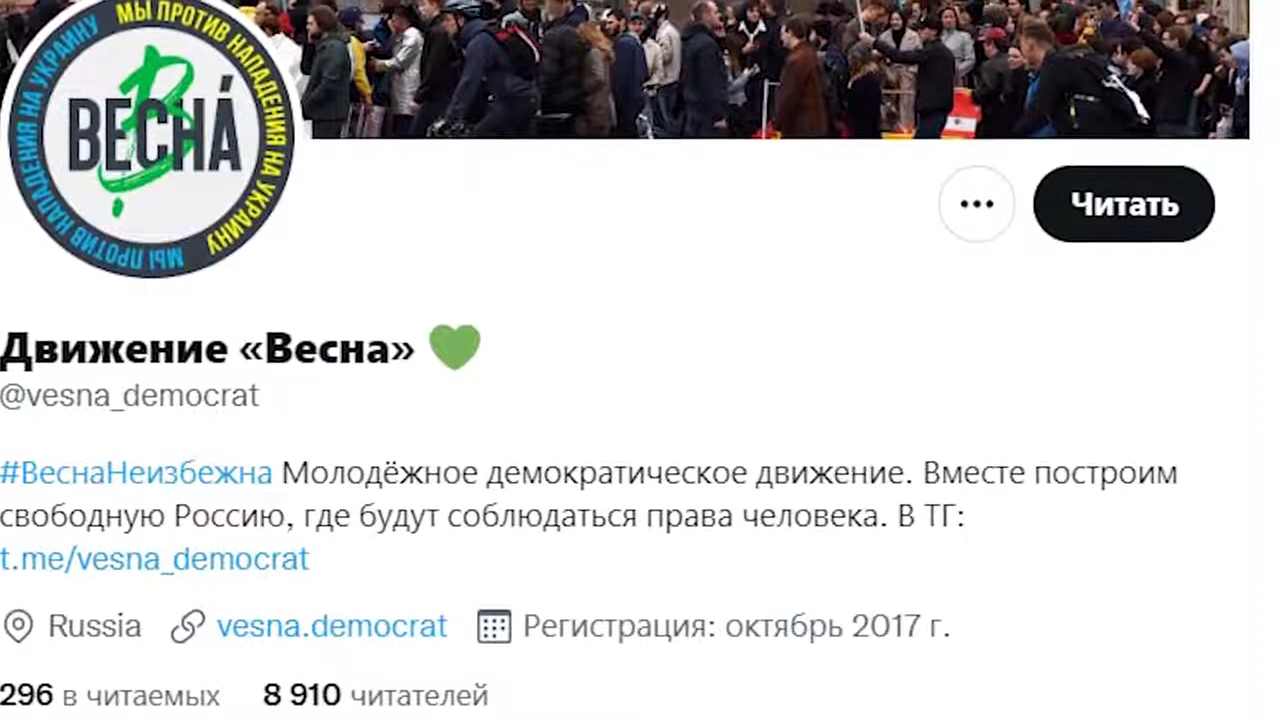 МЫ ПРОТИВ НАПАДЕНИЯ НА УКРАИНУ
МЫ ПРОТИВ НАПАДЕНИЯ НА УКРАИНУ
ВЕСНА́
Читать
Движение «Весна» 💚
@vesna_democrat
#ВеснаНеизбежна Молодёжное демократическое движение. Вместе построим
свободную Россию, где будут соблюдаться права человека. В ТГ:
t.me/vesna_democrat
Russia vesna.democrat Регистрация: октябрь 2017 г.
296 в читаемых 8 910 читателей